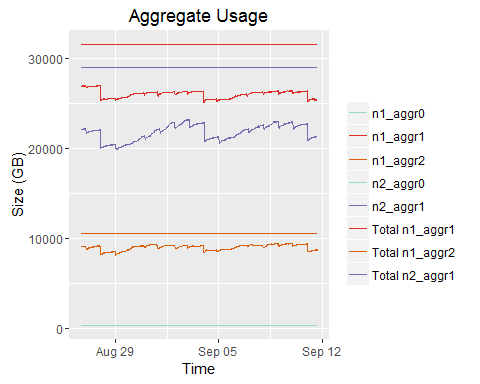 Aggregate Usage
Size (GB)
30000
20000
10000
0
Aug 29
Sep 05
Sep 12
Time
n1_aggr0
n1_aggr1
n1_aggr2
n2_aggr0
n2_aggr1
Total n1_aggr1
Total n1_aggr2
Total n2_aggr1